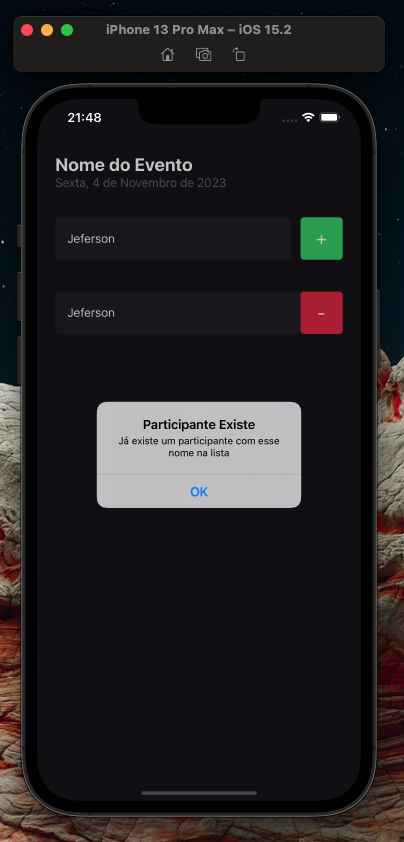 iPhone 13 Pro Max – iOS 15.2
21:48
Nome do Evento
Sexta, 4 de Novembro de 2023
Jeferson
+
Jeferson
-
Participante Existe
Já existe um participante com esse
nome na lista
OK